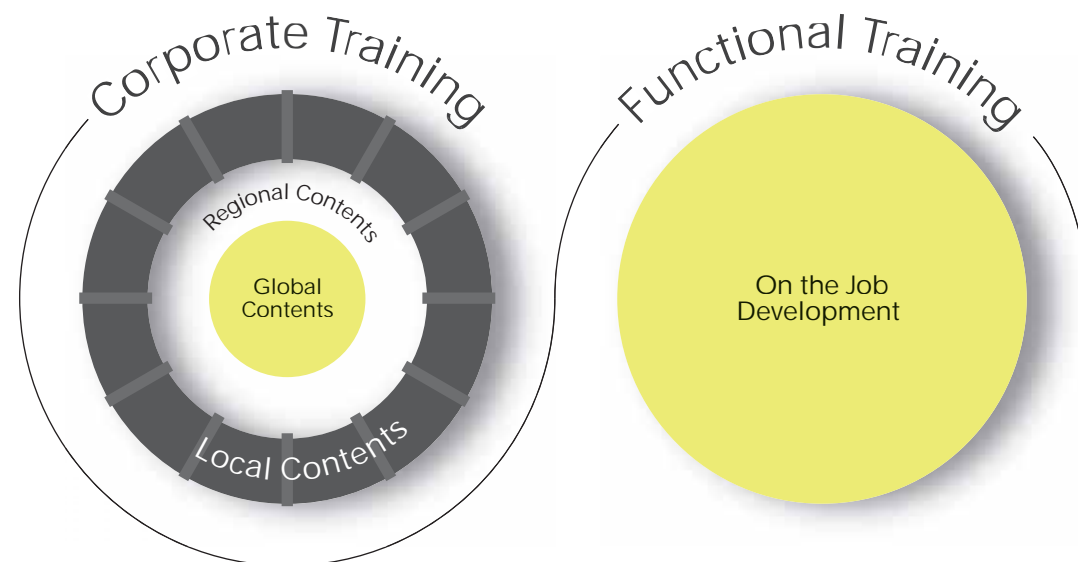 Corporate Training
Regional Contents
Global
Contents
Local Contents
Functional Training
On the Job
Development